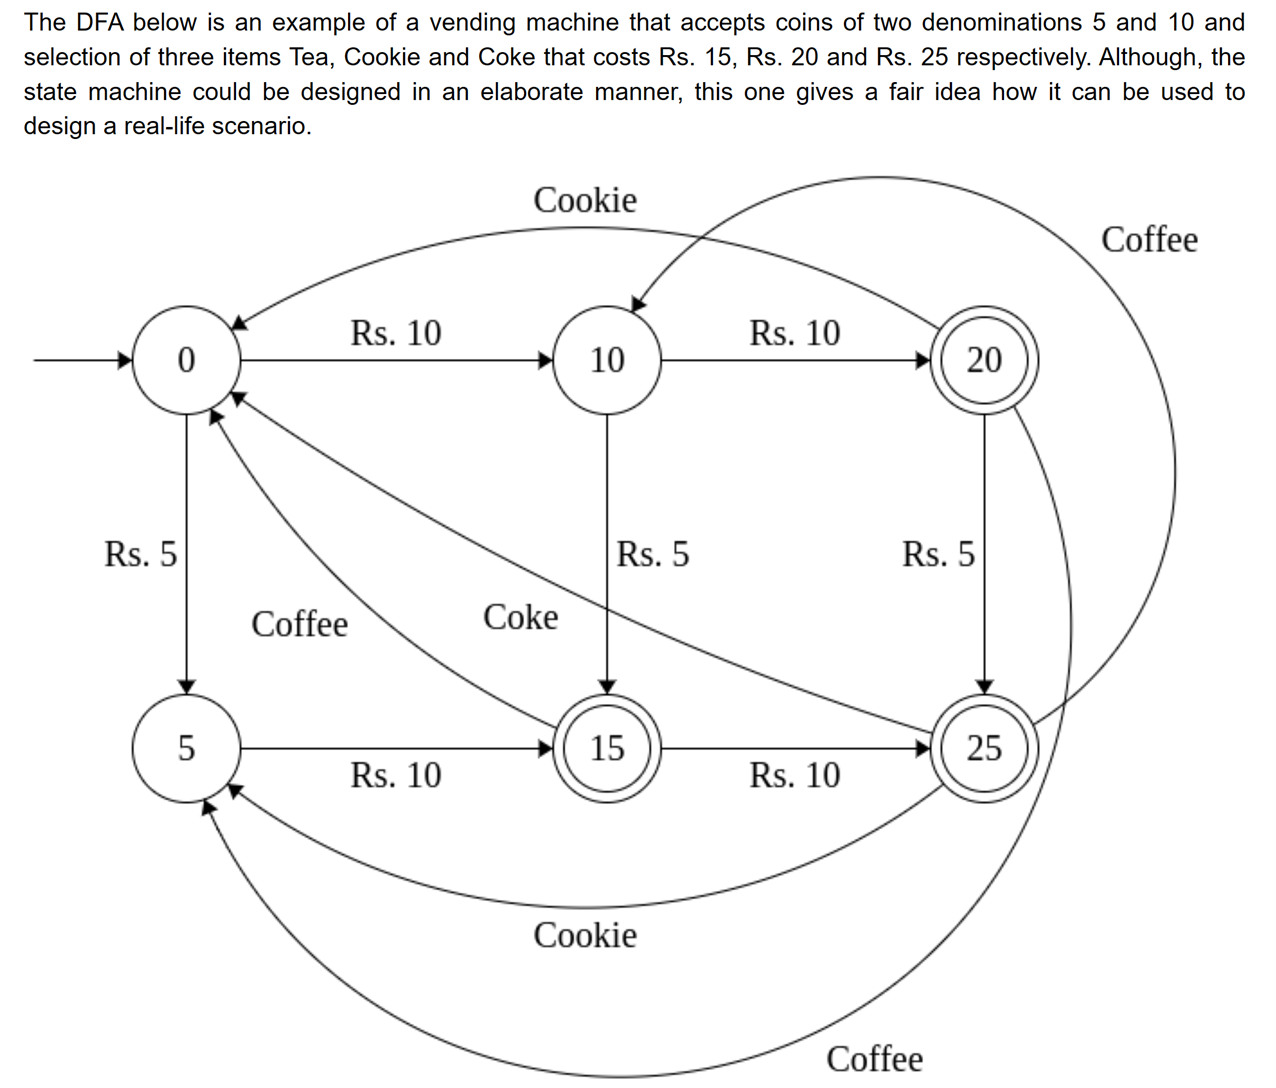 The DFA below is an example of a vending machine that accepts coins of two denominations 5 and 10 and
selection of three items Tea, Cookie and Coke that costs Rs. 15, Rs. 20 and Rs. 25 respectively. Although, the
state machine could be designed in an elaborate manner, this one gives a fair idea how it can be used to
design a real-life scenario.
Cookie
Coffee
Rs. 10
Rs. 10
0
10
20
Rs. 5
Rs. 5
Rs. 5
Coffee
Coke
5
15
25
Rs. 10
Rs. 10
Cookie
Coffee